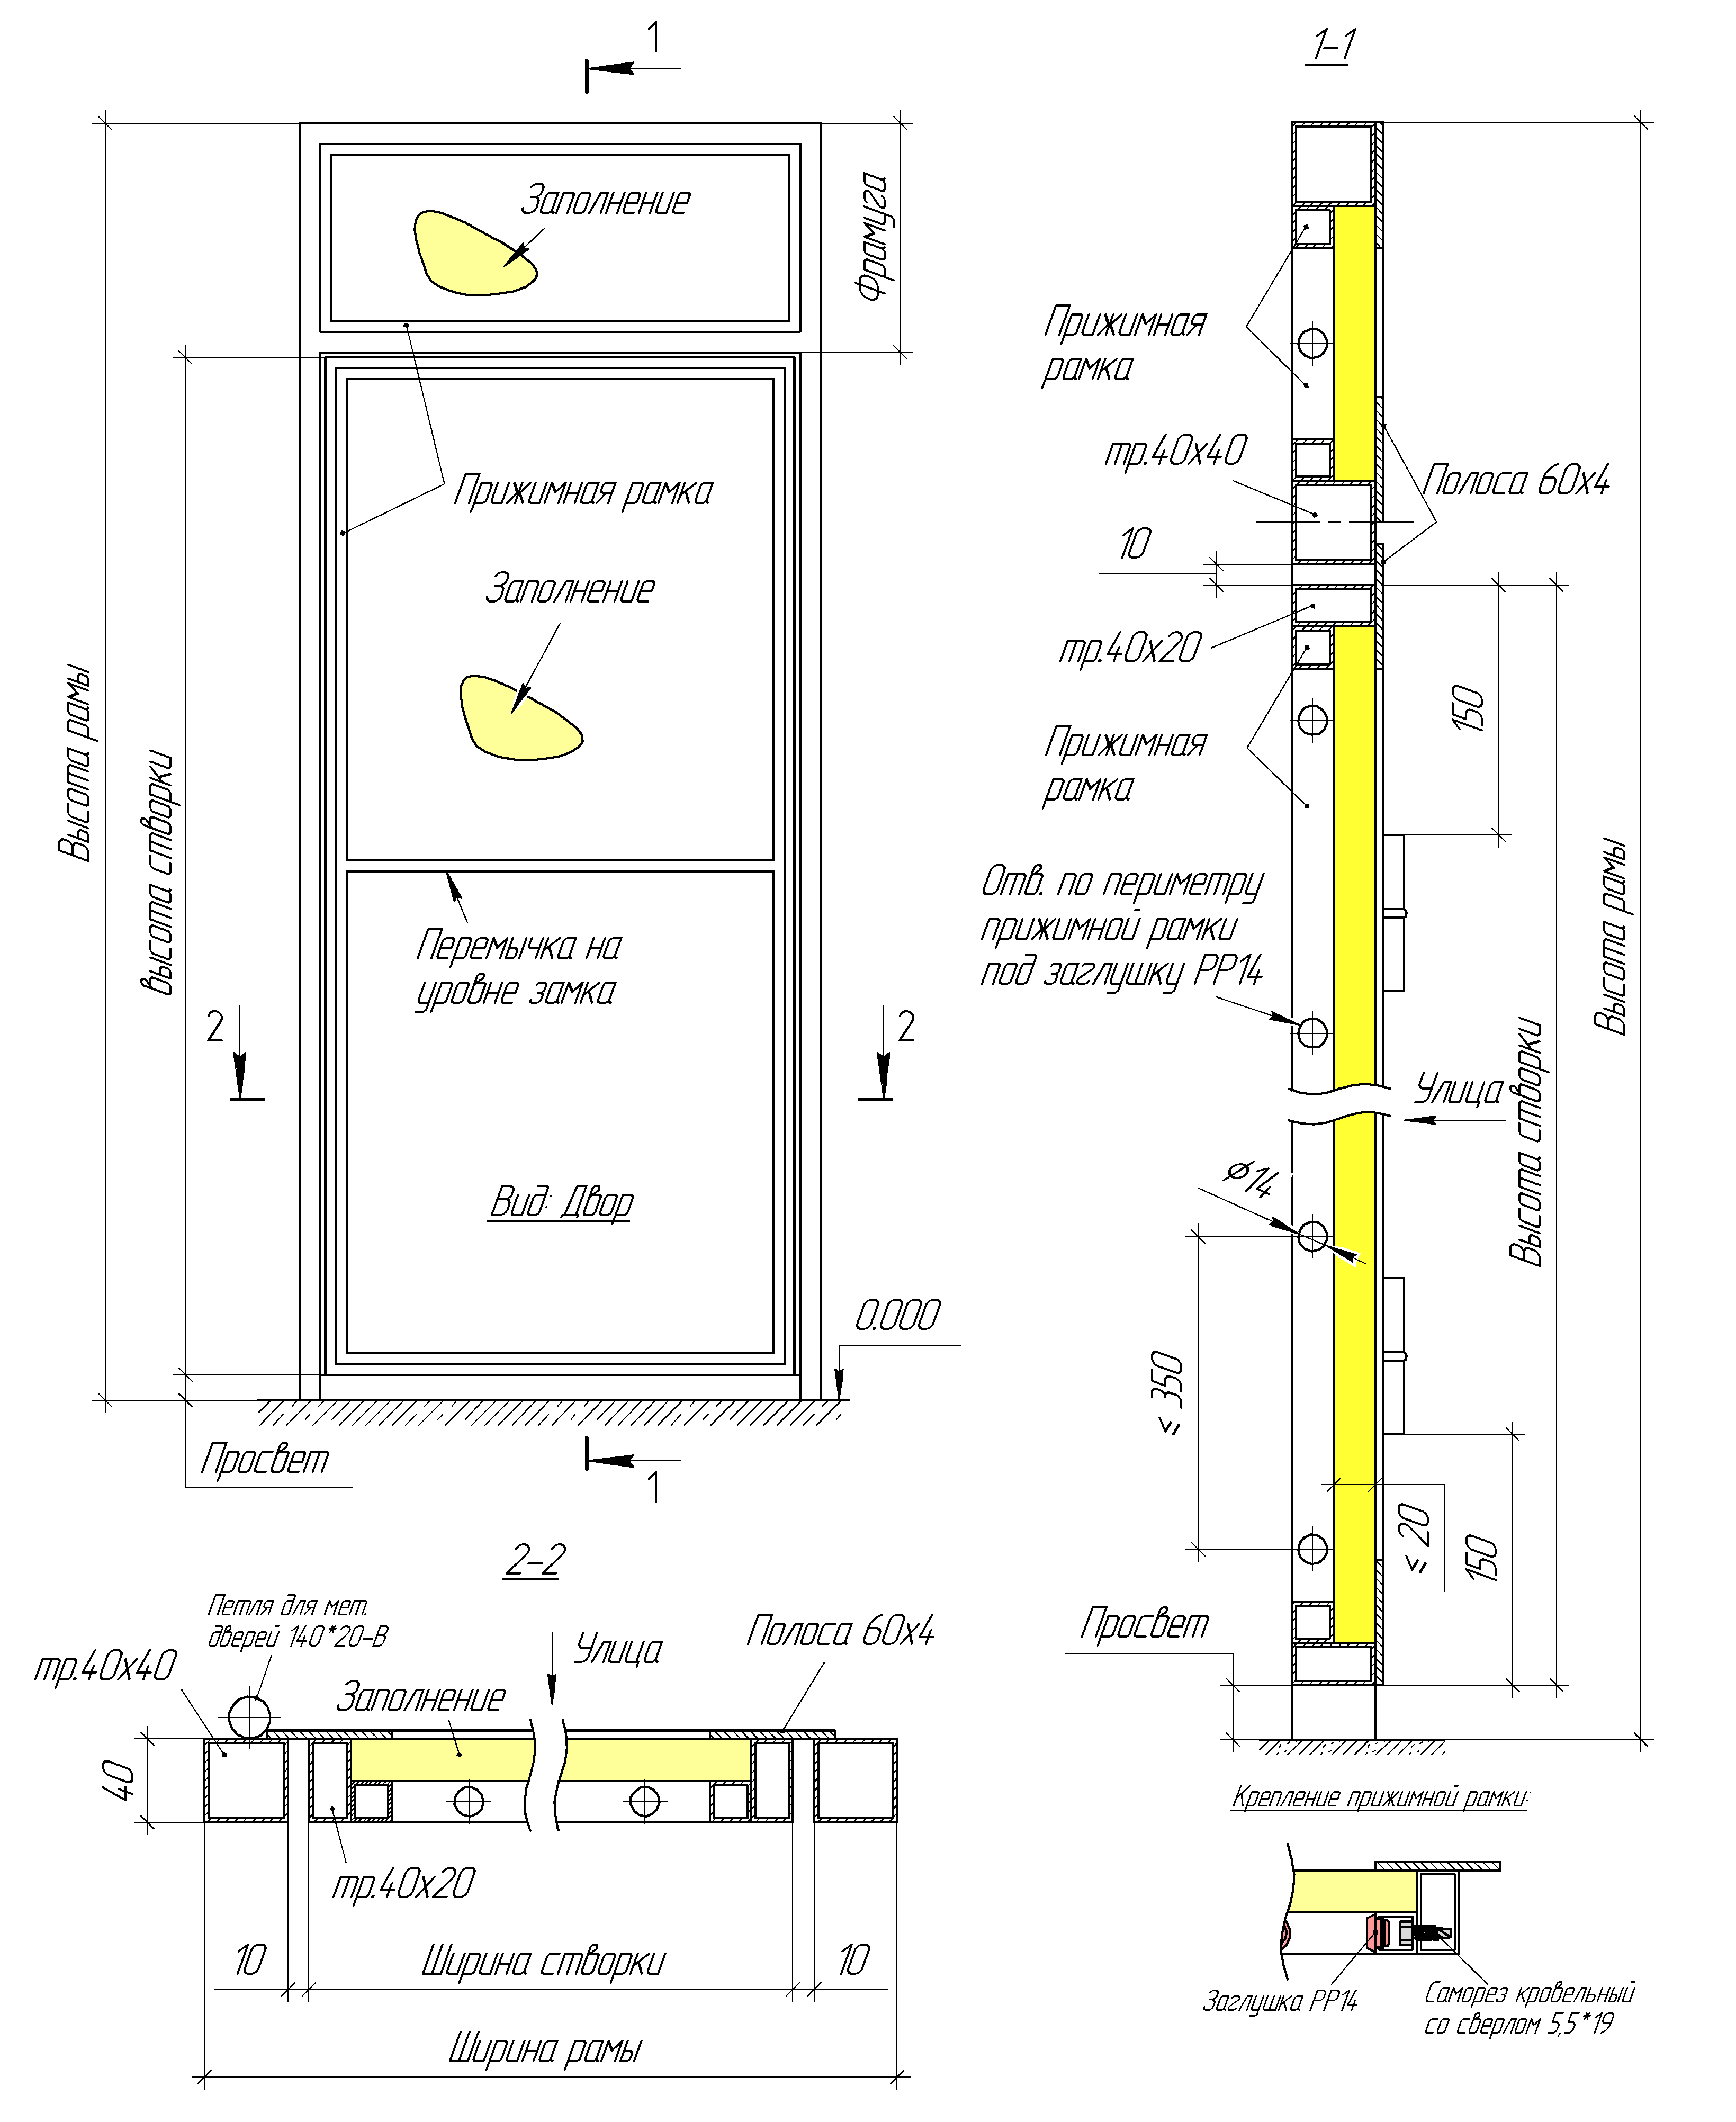 1
Заполнение
Фрамуга
Прижимная рамка
Заполнение
Высота рамы
высота створки
Перемычка на
уровне замка
2
2
Вид: Двор
0.000
Просвет
1
1-1
Прижимная
рамка
тр.40х40
Полоса 60х4
10
тр.40х20
150
Прижимная
рамка
Отв. по периметру
прижимной рамки
под заглушку РР14
Улица
Высота створки
Высота рамы
⌀14
≤ 350
≤ 20
150
Просвет
2-2
Петля для мет.
дверей 140*20-В
тр.40х40
Улица
Полоса 60х4
Заполнение
40
тр.40х20
10
Ширина створки
10
Ширина рамы
Крепление прижимной рамки:
Заглушка РР14
Саморез кровельный
со сверлом 5,5*19